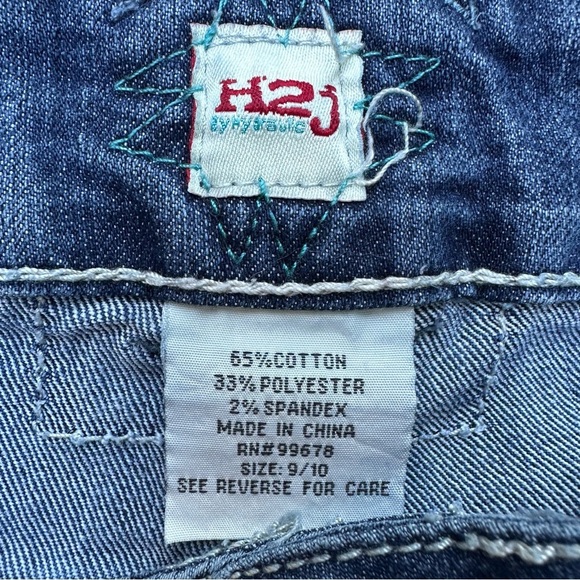 H2j
By Hydraulic
65% COTTON
33% POLYESTER
2% SPANDEX
MADE IN CHINA
RN#99678
SIZE: 9/10
SEE REVERSE FOR CARE